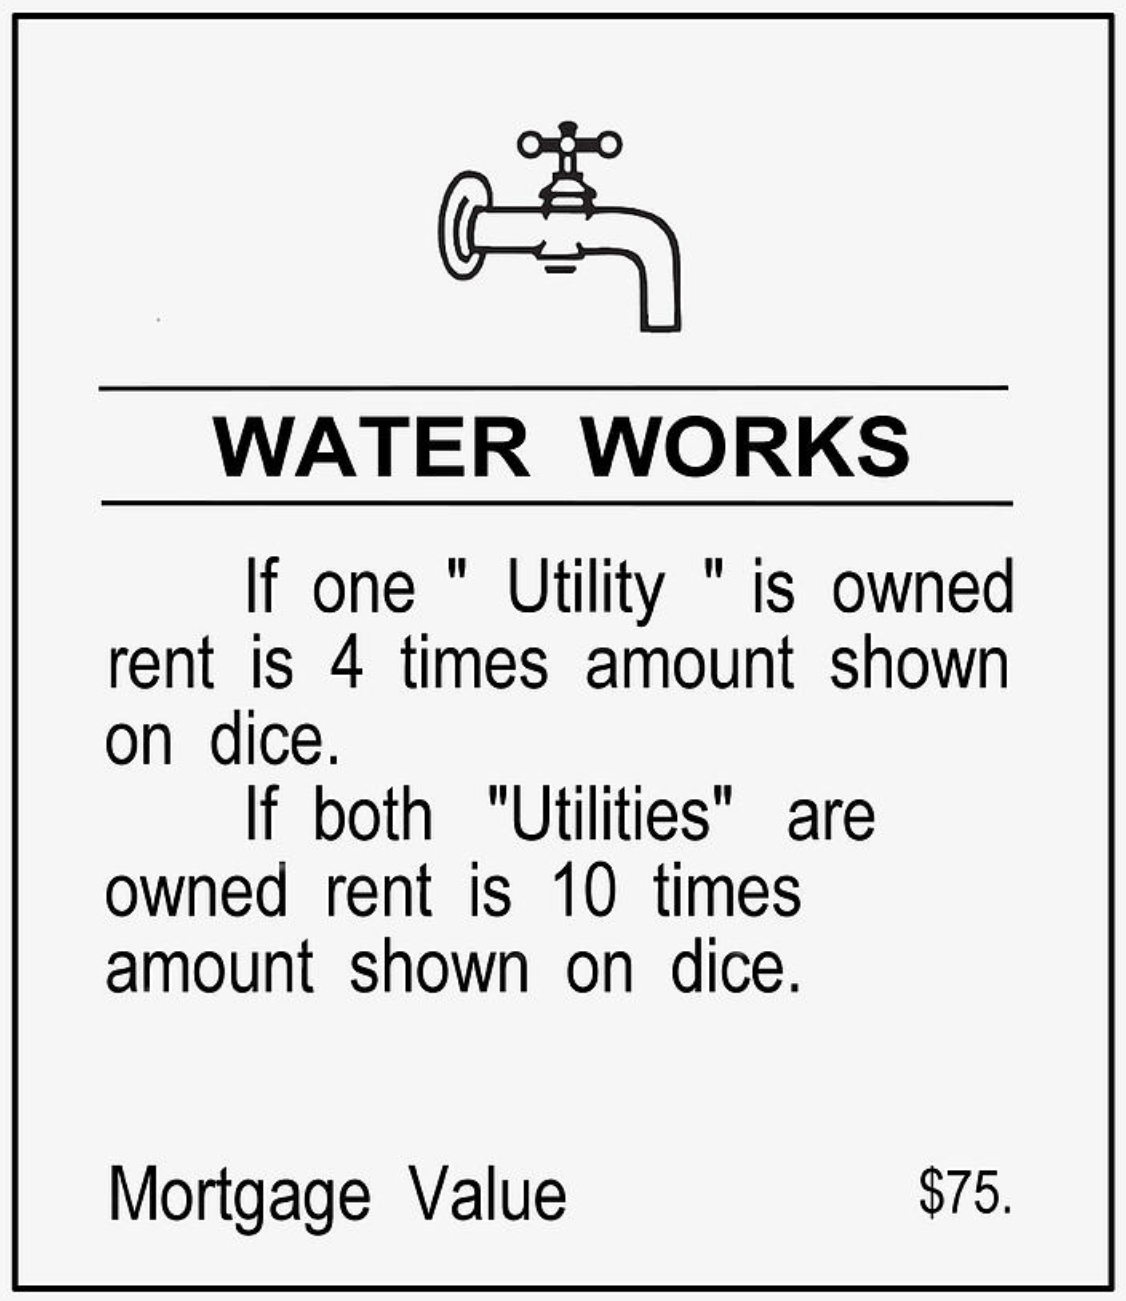 WATER WORKS
If one " Utility " is owned
rent is 4 times amount shown
on dice.
If both "Utilities" are
owned rent is 10 times
amount shown on dice.
Mortgage Value $75.